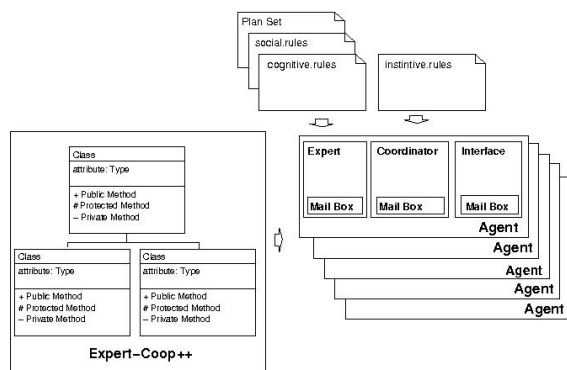 Plan Set
social.rules
cognitive.rules
instintive.rules
Class
attribute: Type
+ Public Method
# Protected Method
– Private Method
Class
attribute: Type
+ Public Method
# Protected Method
– Private Method
Class
attribute: Type
+ Public Method
# Protected Method
– Private Method
Expert–Coop++
Expert
Coordinator
Interface
Mail Box
Mail Box
Mail Box
Agent
Agent
Agent
Agent
Agent